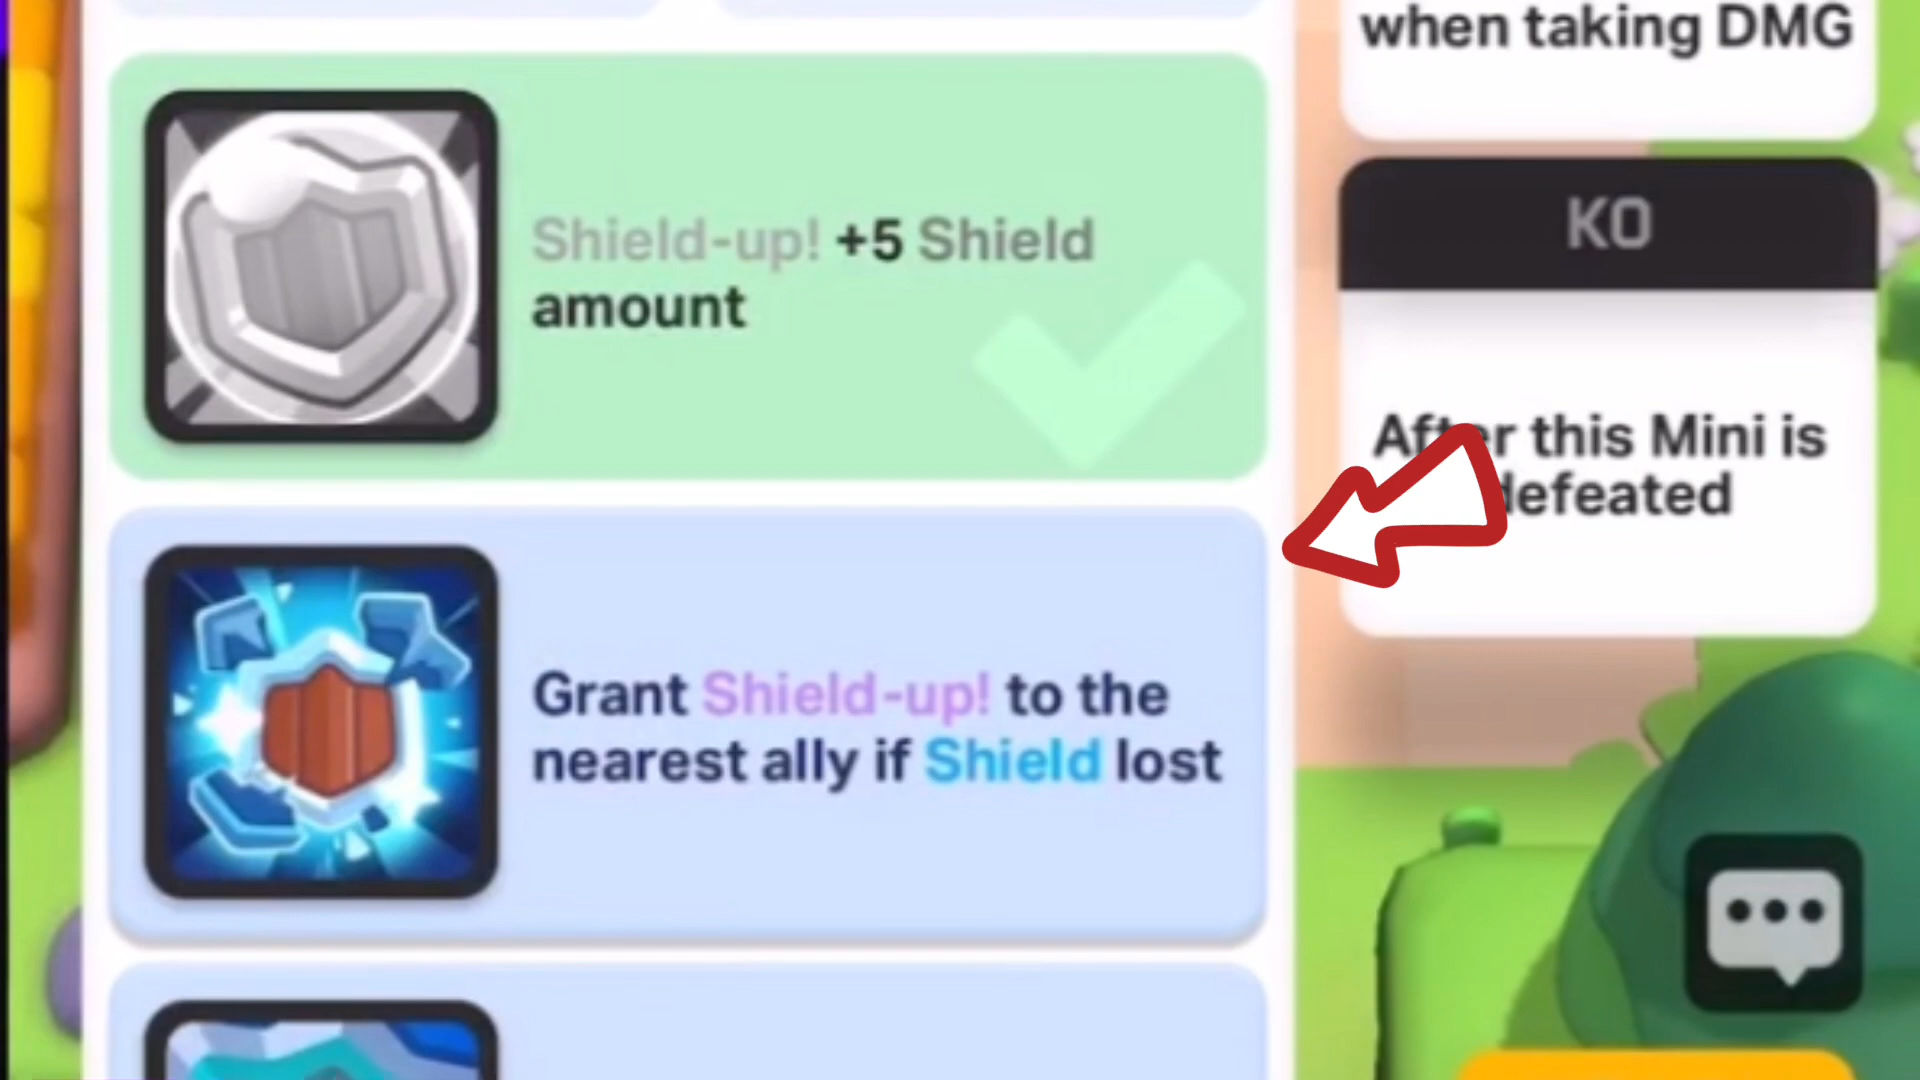 when taking DMG
Shield-up! +5 Shield
amount
KO
After this Mini is
defeated
Grant Shield-up! to the
nearest ally if Shield lost